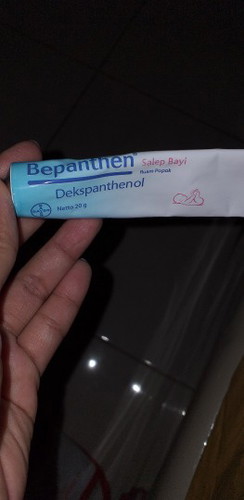 Bepanthen® Salep Bayi
Ruam Popok
Dekspanthenol
Netto 20 g